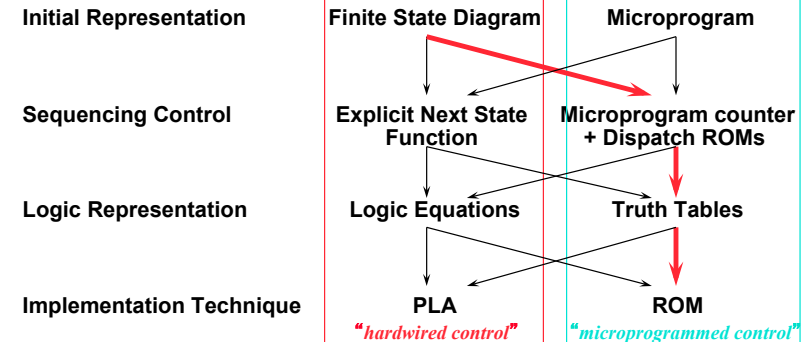 Initial Representation Finite State Diagram Microprogram
Sequencing Control Explicit Next State Microprogram counter
Function + Dispatch ROMs
Logic Representation Logic Equations Truth Tables
Implementation Technique PLA ROM
“hardwired control” “microprogrammed control”